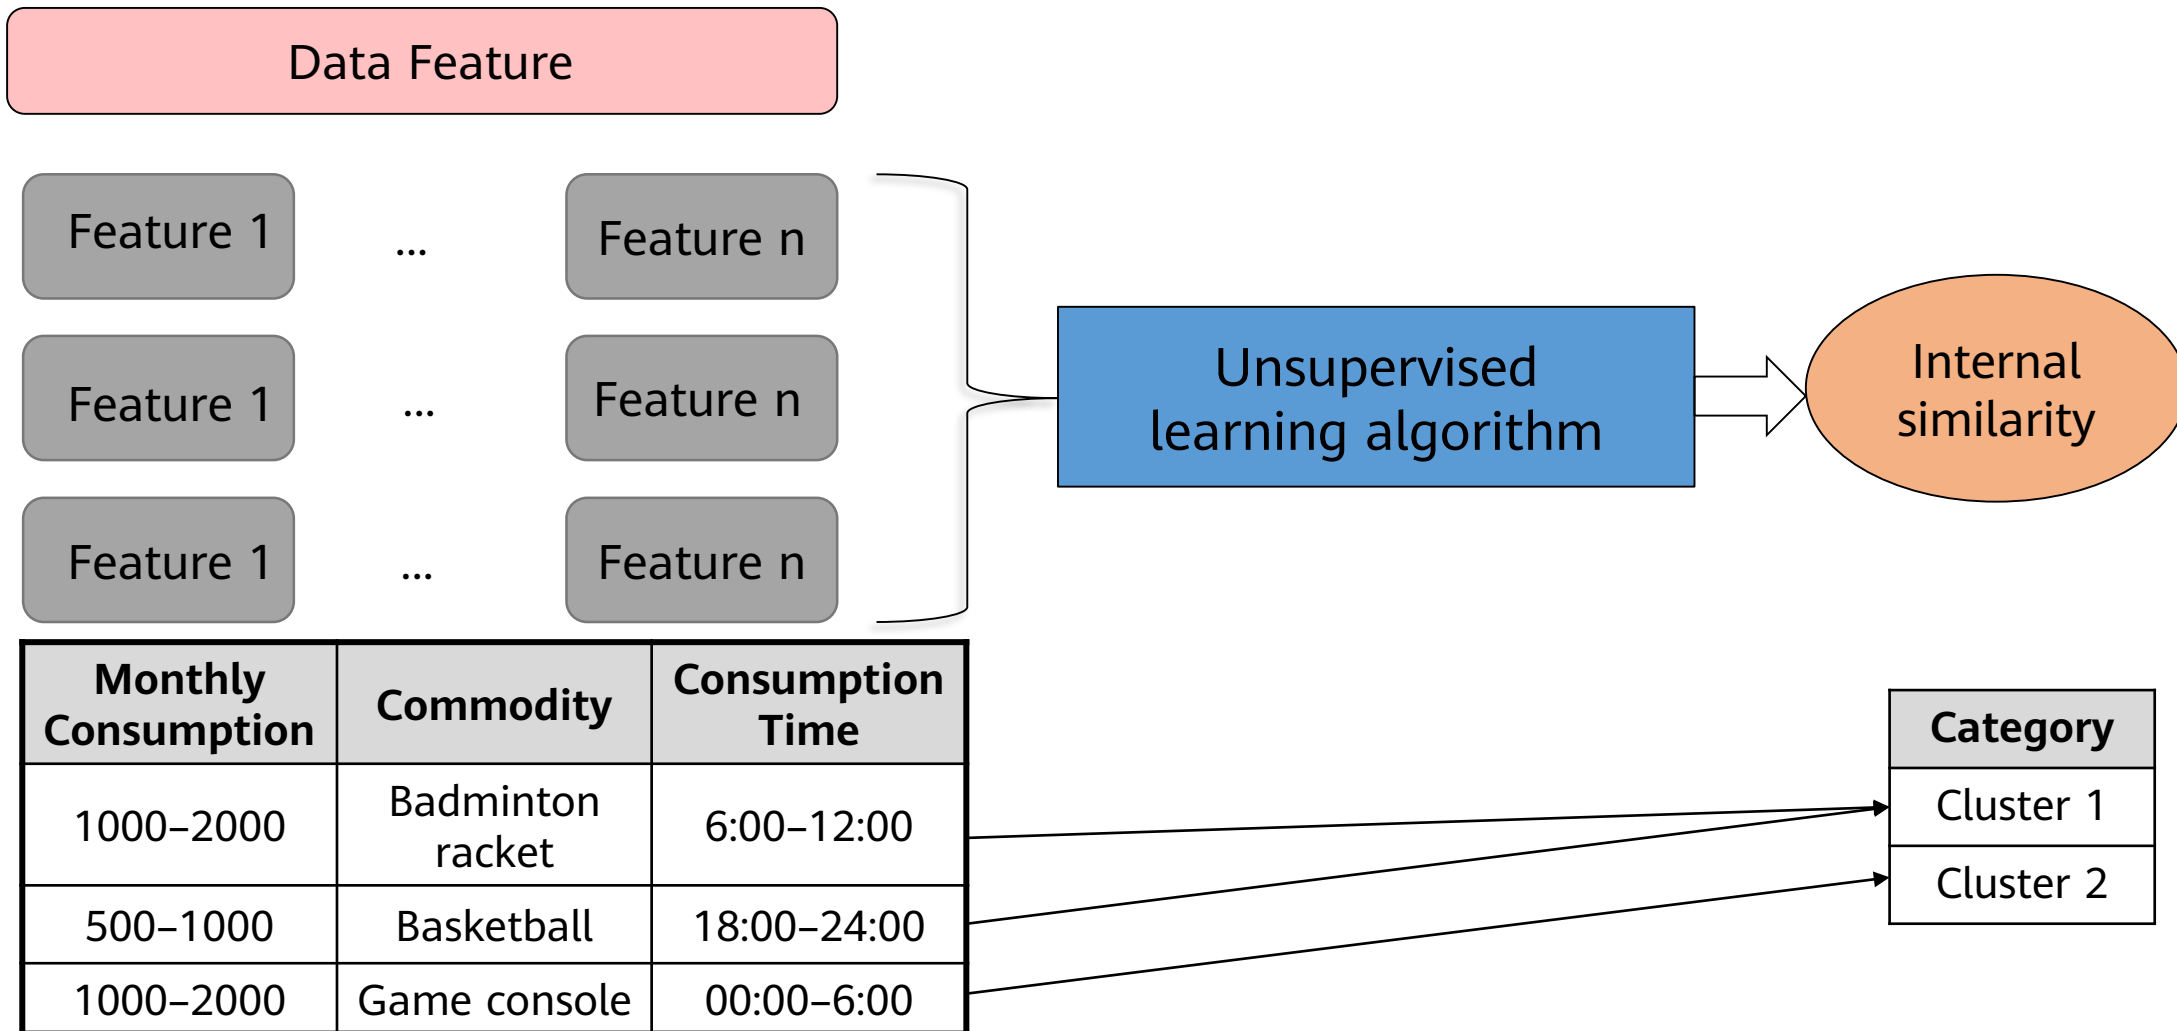 Data Feature
Feature 1 ... Feature n
Feature 1 ... Feature n
Feature 1 ... Feature n
Unsupervised
learning algorithm
Internal
similarity
Monthly
Consumption
Commodity
Consumption
Time
1000–2000
Badminton
racket
6:00–12:00
500–1000
Basketball
18:00–24:00
1000–2000
Game console
00:00–6:00
Category
Cluster 1
Cluster 2